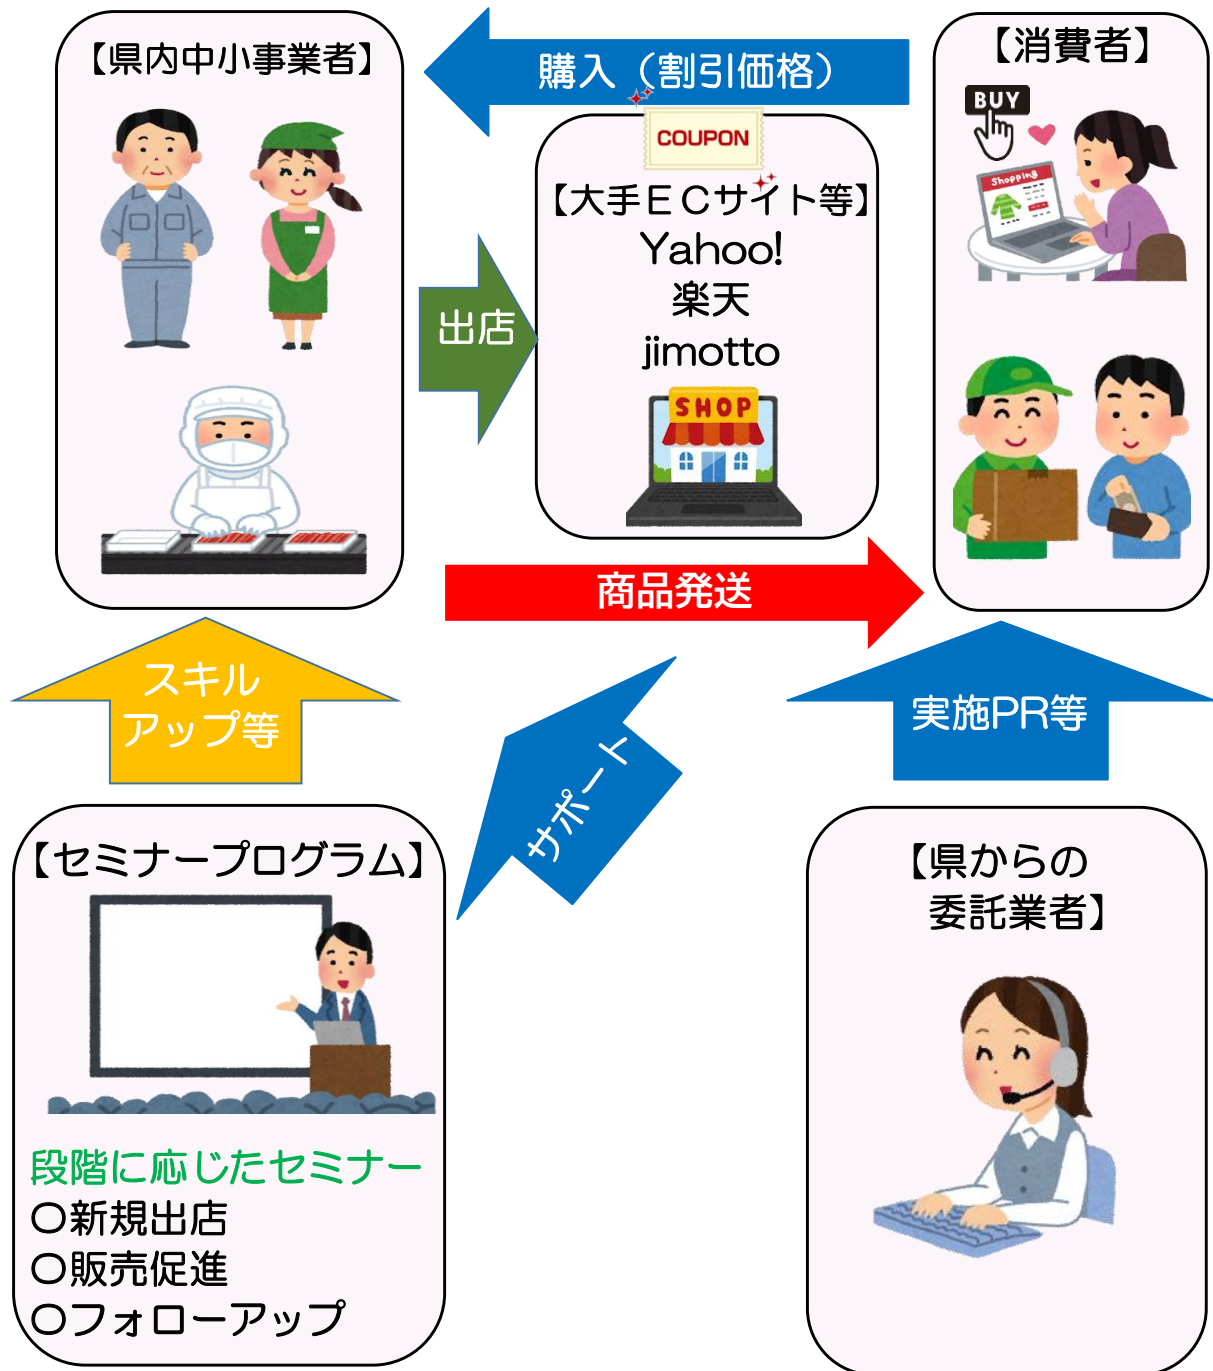 【県内中小事業者】
購入（割引価格）
【消費者】
BUY
Shopping
COUPON
【大手ＥＣサイト等】
Yahoo!
楽天
jimotto
SHOP
出店
商品発送
スキル
アップ等
サポート
実施PR等
【セミナープログラム】
段階に応じたセミナー
〇新規出店
〇販売促進
〇フォローアップ
【県からの
委託業者】